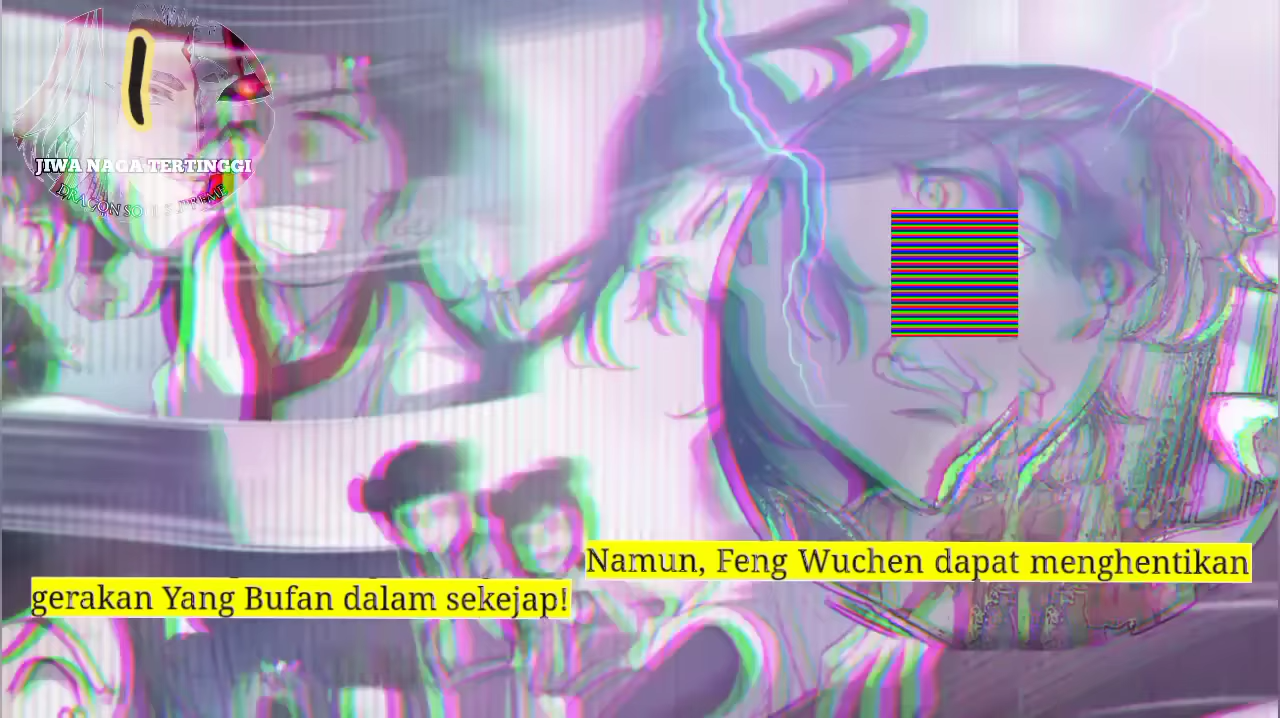 JIWA NAGA TERTINGGI
Namun, Feng Wuchen dapat menghentikan
gerakan Yang Bufan dalam sekejap!